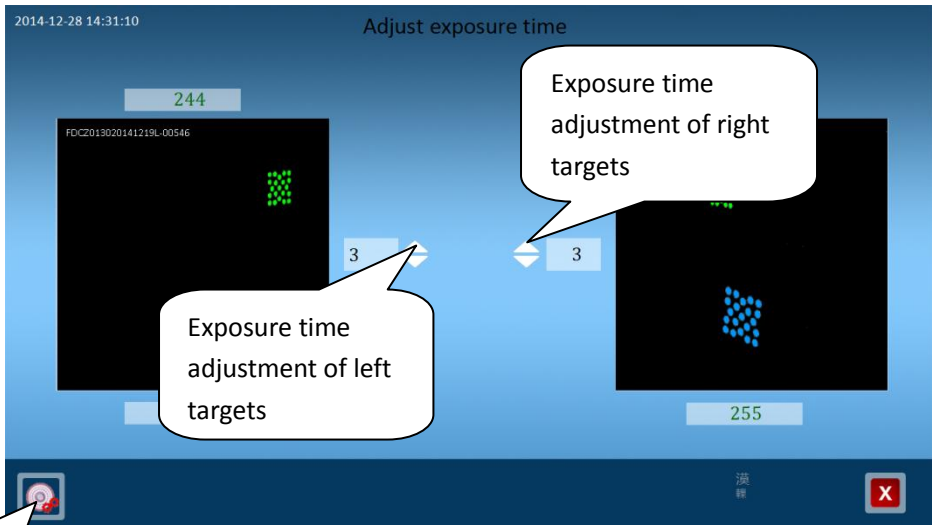 2014-12-28 14:31:10
Adjust exposure time
Exposure time
adjustment of right
targets
244
FDCZ013020141219L-00546
3
3
Exposure time
adjustment of left
targets
255
X